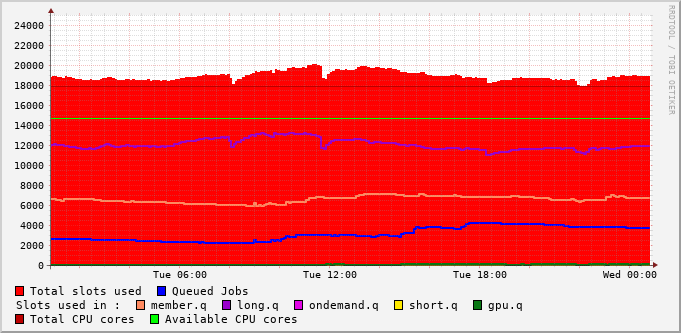 24000
22000
20000
18000
16000
14000
12000
10000
8000
6000
4000
2000
0
Tue 06:00 Tue 12:00 Tue 18:00 Wed 00:00
RRDTOOL / TOBI OETIKER
Total slots used Queued Jobs
Slots used in : member.q long.q ondemand.q short.q gpu.q
Total CPU cores Available CPU cores